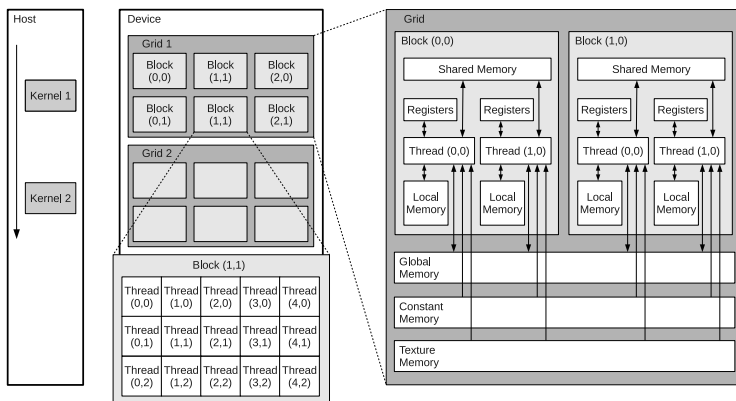 Host
Kernel 1
Kernel 2
Device
Grid 1
Block
(0,0)
Block
(1,1)
Block
(2,0)
Block
(0,1)
Block
(1,1)
Block
(2,1)
Grid 2
Block (1,1)
Thread
(0,0)
Thread
(1,0)
Thread
(2,0)
Thread
(3,0)
Thread
(4,0)
Thread
(0,1)
Thread
(1,1)
Thread
(2,1)
Thread
(3,1)
Thread
(4,1)
Thread
(0,2)
Thread
(1,2)
Thread
(2,2)
Thread
(3,2)
Thread
(4,2)
Grid
Block (0,0)
Shared Memory
Registers
Registers
Thread (0,0)
Thread (1,0)
Local
Memory
Local
Memory
Block (1,0)
Shared Memory
Registers
Registers
Thread (0,0)
Thread (1,0)
Local
Memory
Local
Memory
Global
Memory
Constant
Memory
Texture
Memory